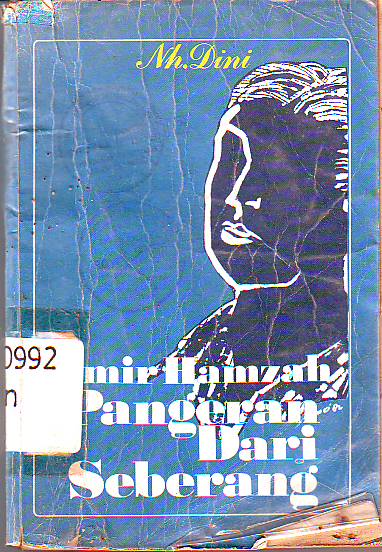 Nh. Dini
0992
n
mir Hamzah
Pangeran
Dari
Seberang